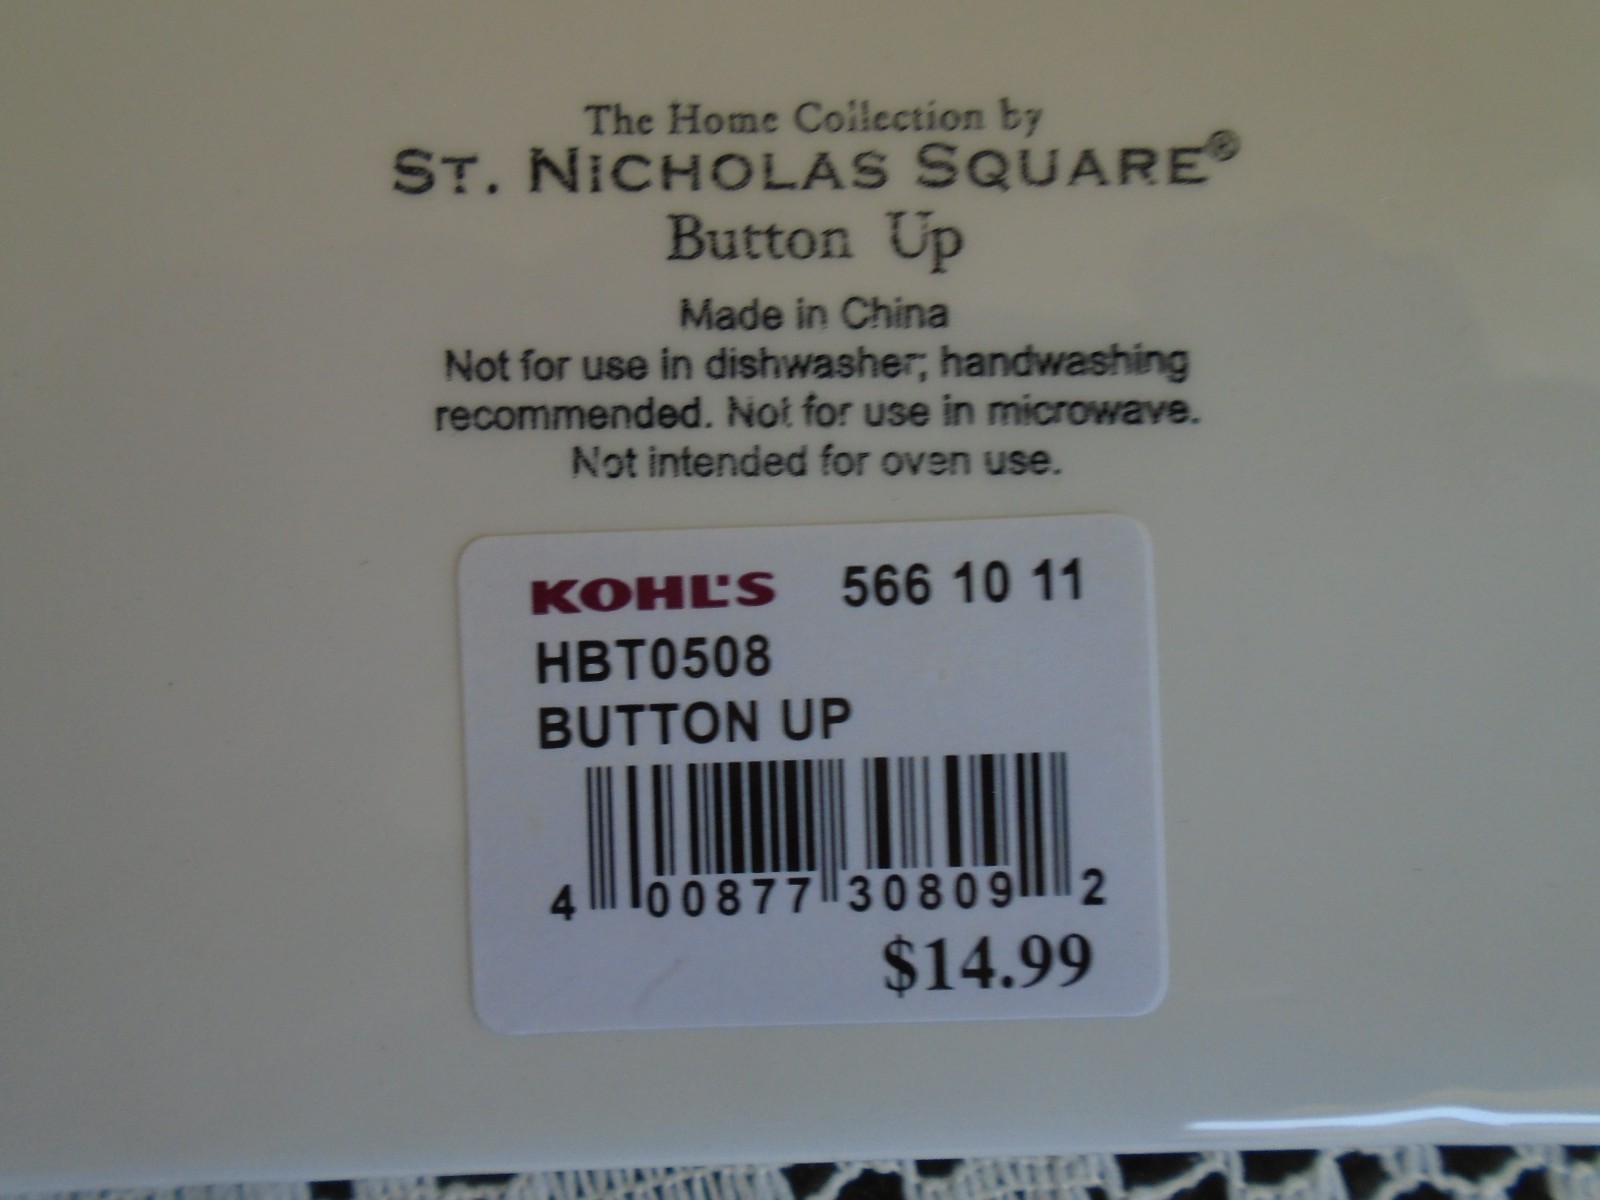 The Home Collection by
ST. NICHOLAS SQUARE®
Button Up
Made in China
Not for use in dishwasher; handwashing
recommended. Not for use in microwave.
Not intended for oven use.
KOHL'S 566 10 11
HBT0508
BUTTON UP
4 00877 30809 2
$14.99